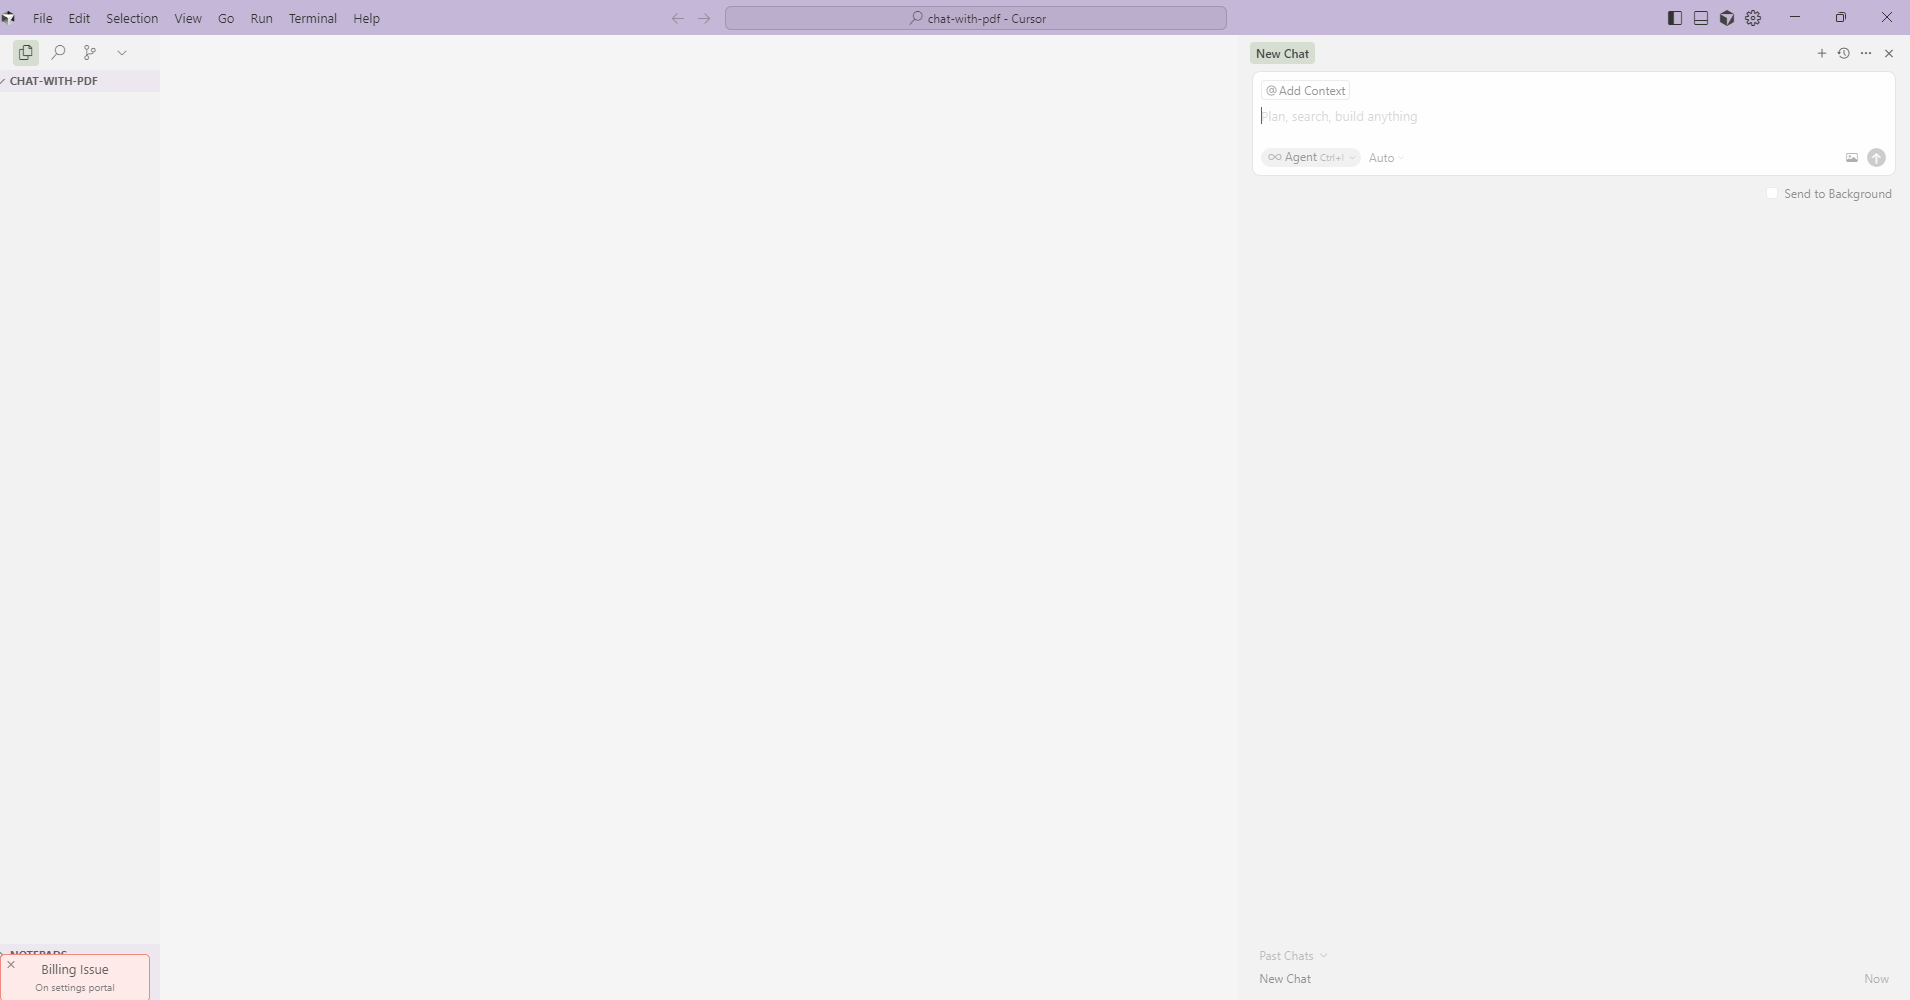 File Edit Selection View Go Run Terminal Help
chat-with-pdf - Cursor
CHAT-WITH-PDF
New Chat
@ Add Context
Plan, search, build anything
Agent Ctrl+I Auto
Send to Background
NOTEPADS
Billing Issue
On settings portal
Past Chats
New Chat Now